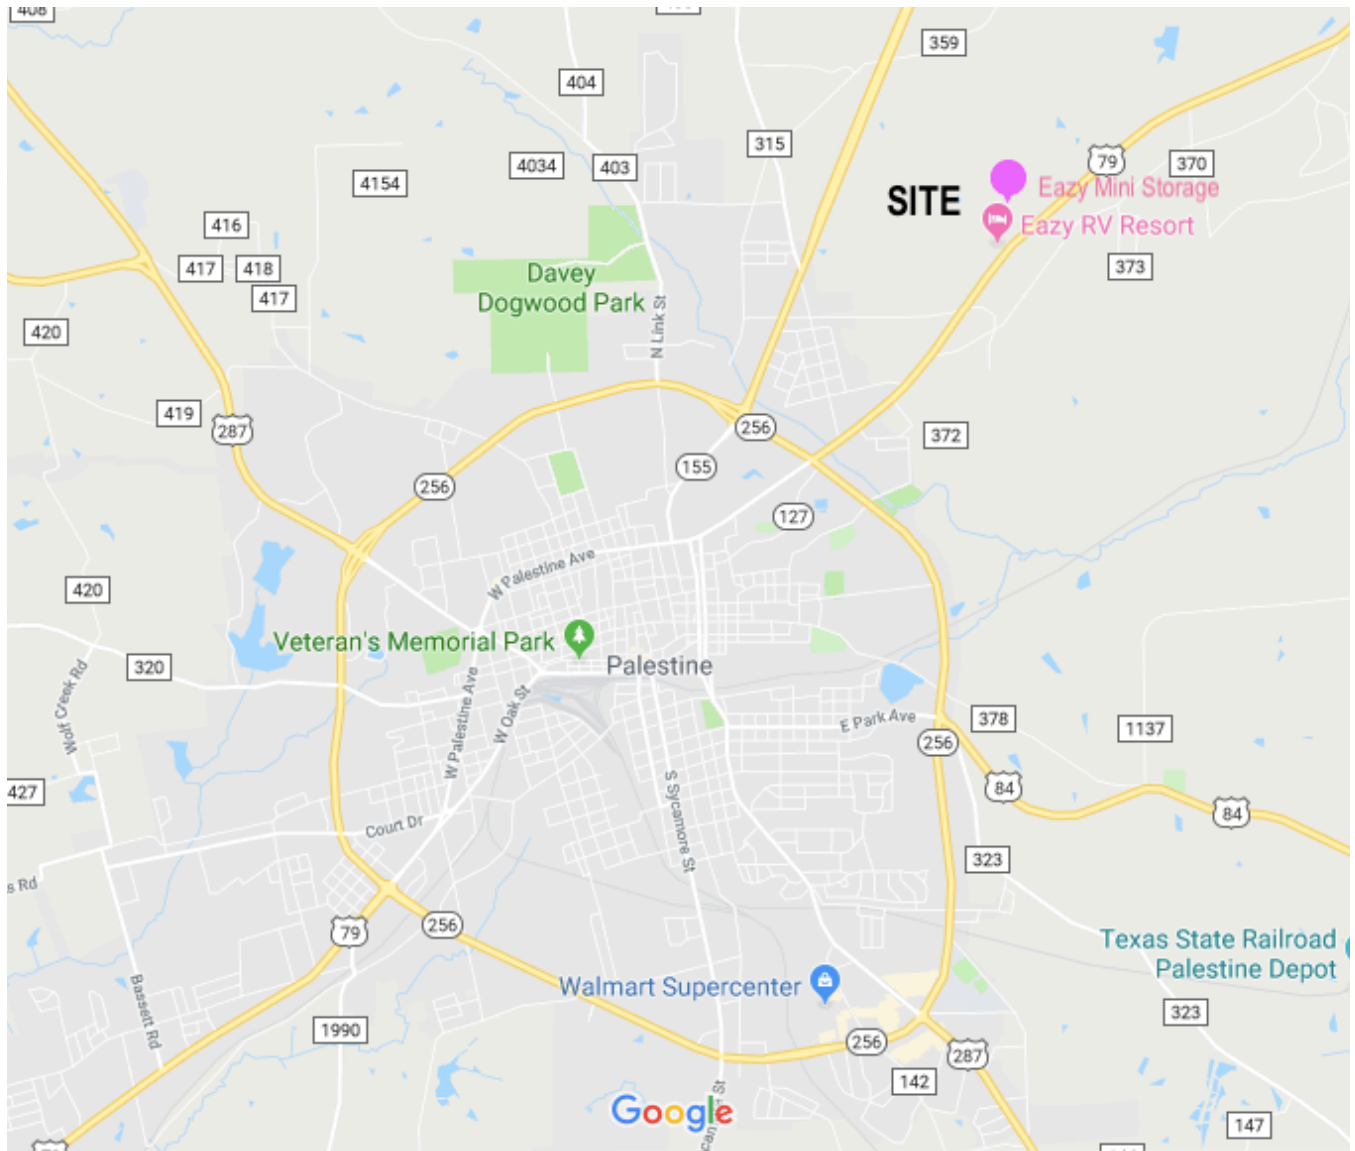 408
359
404
315
79
370
4034
403
4154
SITE
Eazy Mini Storage
Eazy RV Resort
416
417
418
417
373
Davey
Dogwood Park
420
N Link St
419
287
256
372
155
256
127
W Palestine Ave
420
Veteran's Memorial Park
Palestine
320
Wolf Creek Rd
W Palestine Ave
W Oak St
E Park Ave
378
1137
256
84
84
427
S Sycamore St
Court Dr
323
s Rd
79
256
Texas State Railroad
Palestine Depot
Walmart Supercenter
Bassett Rd
1990
323
256
287
142
Google
147